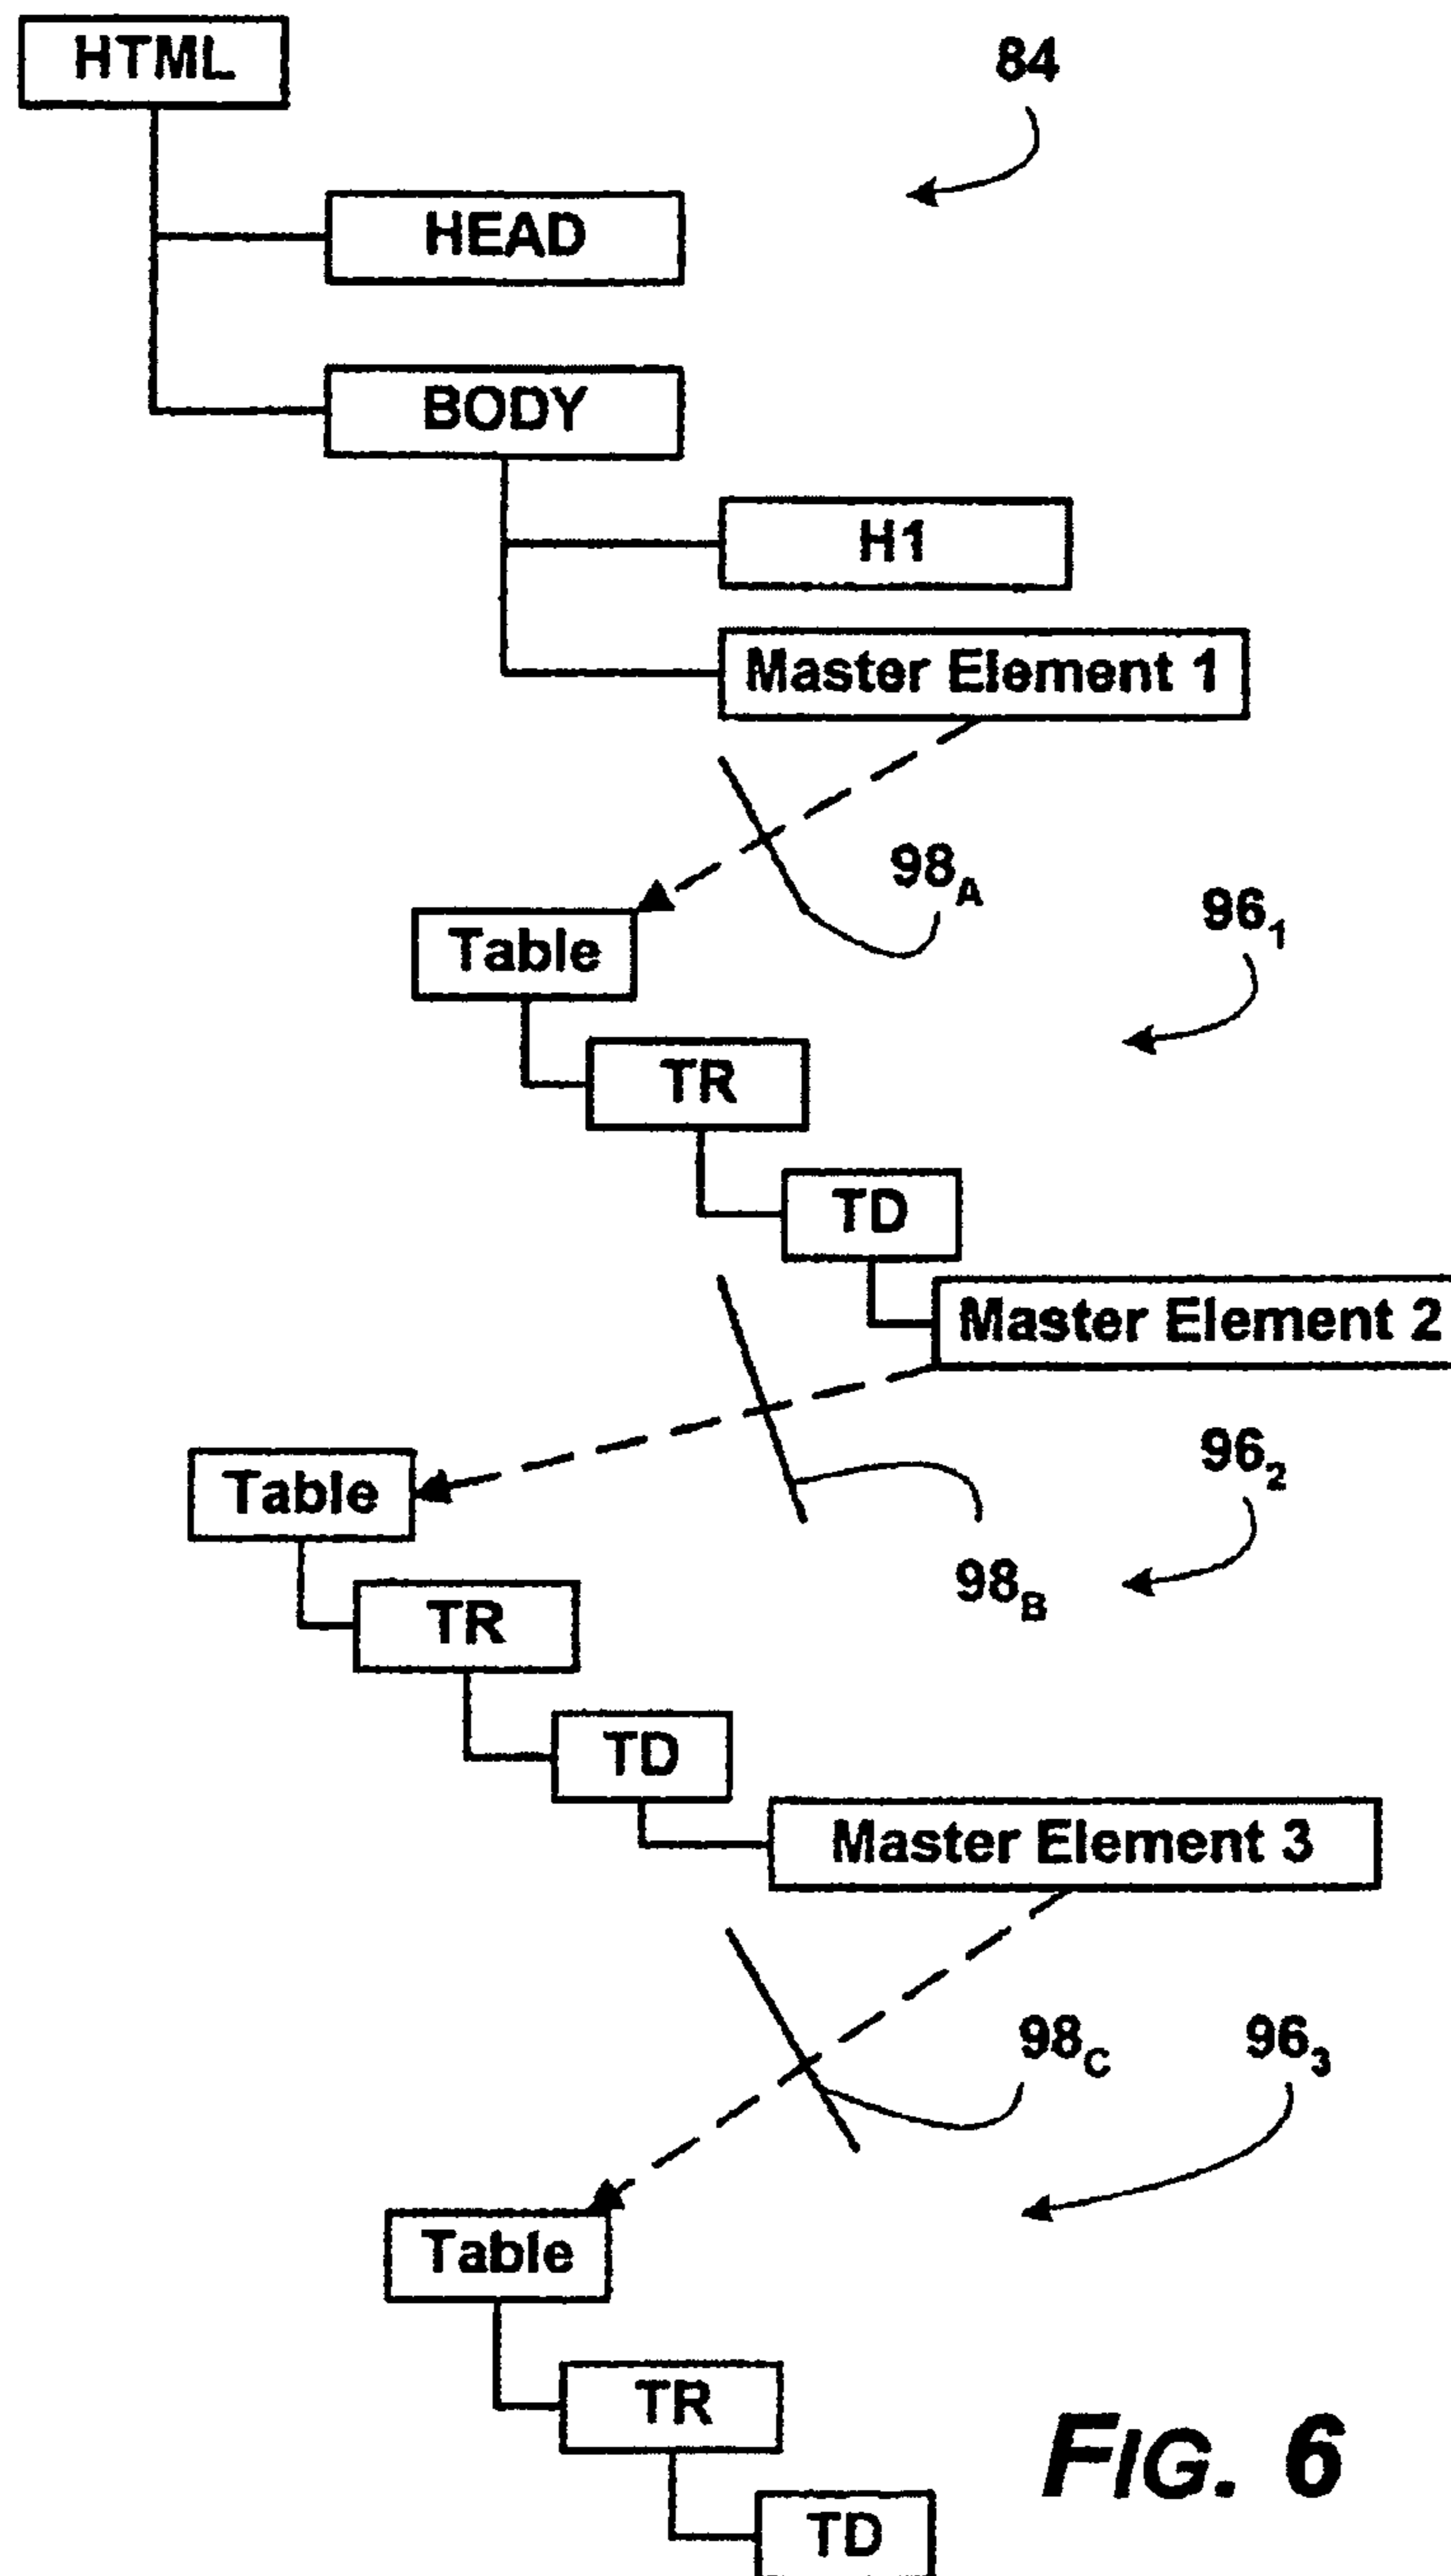 HTML
84
HEAD
BODY
H1
Master Element 1
98A
961
Table
TR
TD
Master Element 2
962
Table
98B
TR
TD
Master Element 3
98C
963
Table
TR
FIG. 6
TD